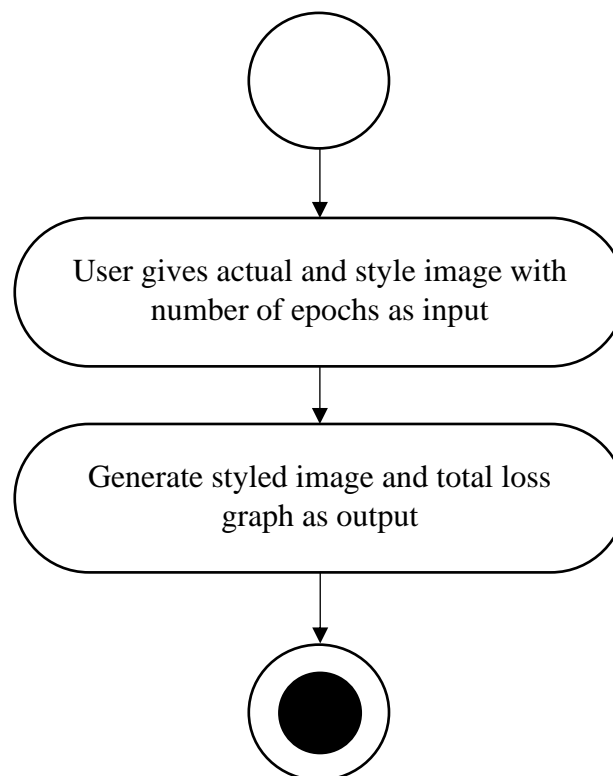 User gives actual and style image with
number of epochs as input
Generate styled image and total loss
graph as output